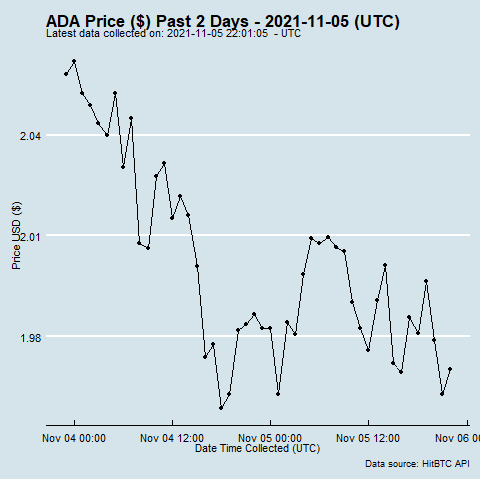 ADA Price ($) Past 2 Days - 2021-11-05 (UTC)
Latest data collected on: 2021-11-05 22:01:05 - UTC
2.04
2.01
1.98
Price USD ($)
Nov 04 00:00 Nov 04 12:00 Nov 05 00:00 Nov 05 12:00 Nov 06 0
Date Time Collected (UTC)
Data source: HitBTC API